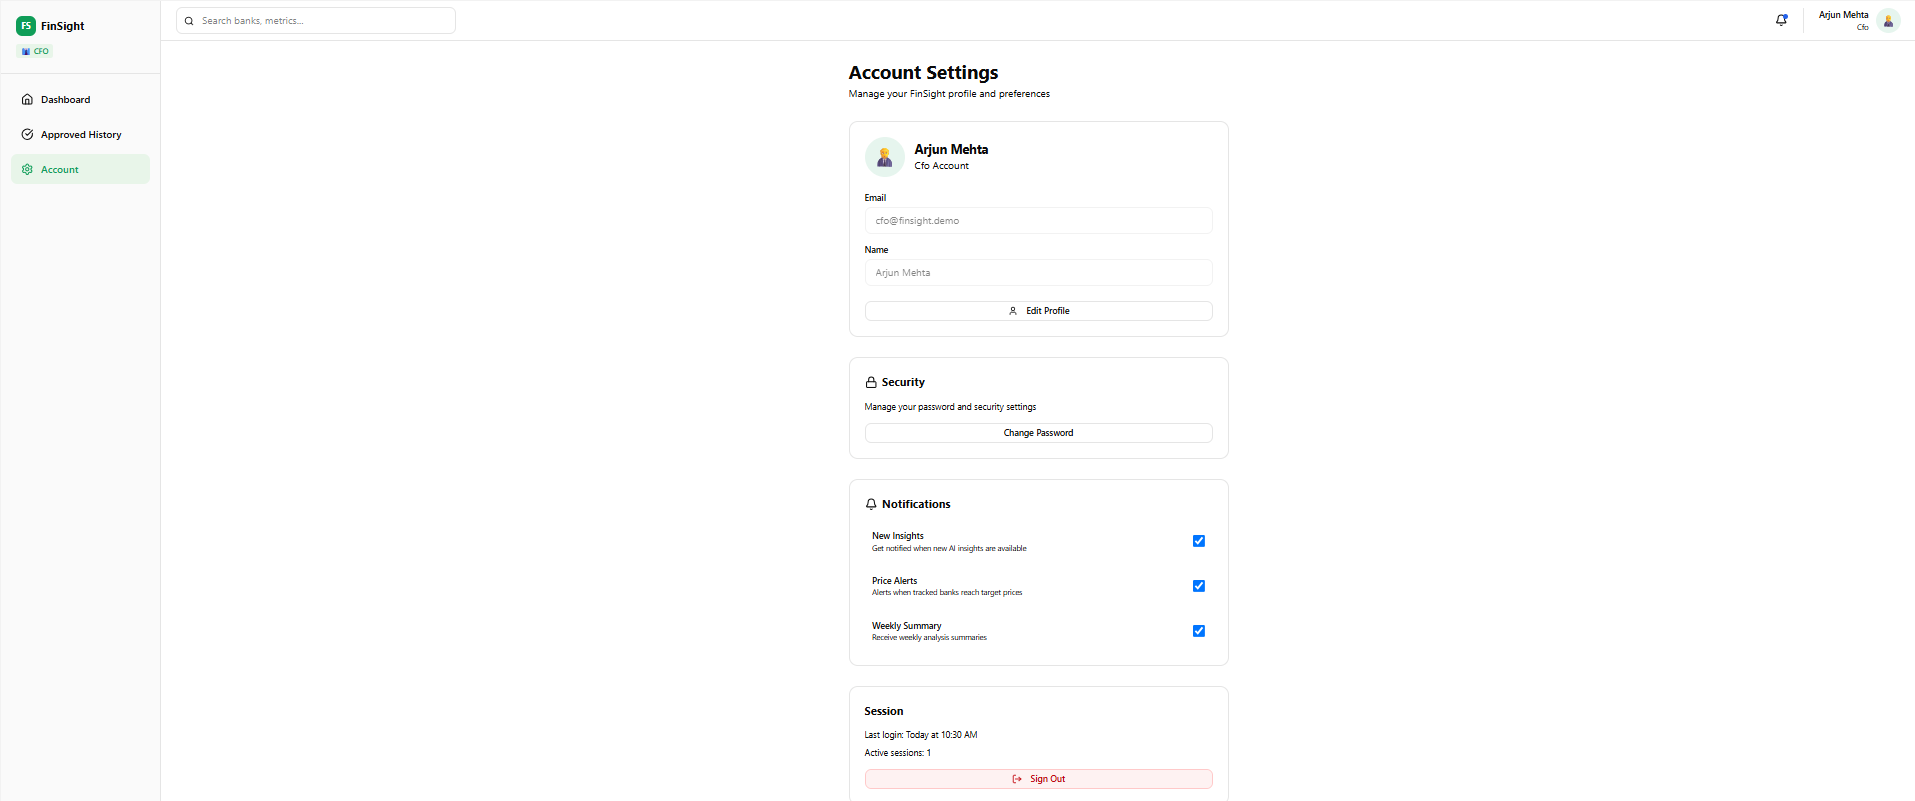 FS FinSight
CFO
Search banks, metrics...
Arjun Mehta
Cfo
Dashboard
Approved History
Account
Account Settings
Manage your FinSight profile and preferences
Arjun Mehta
Cfo Account
Email
cfo@finsight.demo
Name
Arjun Mehta
Edit Profile
Security
Manage your password and security settings
Change Password
Notifications
New Insights
Get notified when new AI insights are available
Price Alerts
Alerts when tracked banks reach target prices
Weekly Summary
Receive weekly analysis summaries
Session
Last login: Today at 10:30 AM
Active sessions: 1
Sign Out